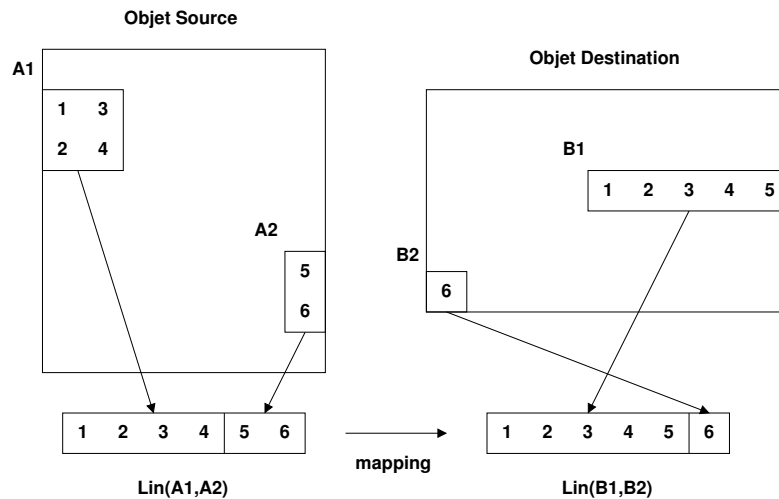 Objet Source
A1
1 3
2 4
A2
5
6
1 2 3 4 5 6
Lin(A1,A2)
mapping
Objet Destination
B1
1 2 3 4 5
B2
6
1 2 3 4 5 6
Lin(B1,B2)